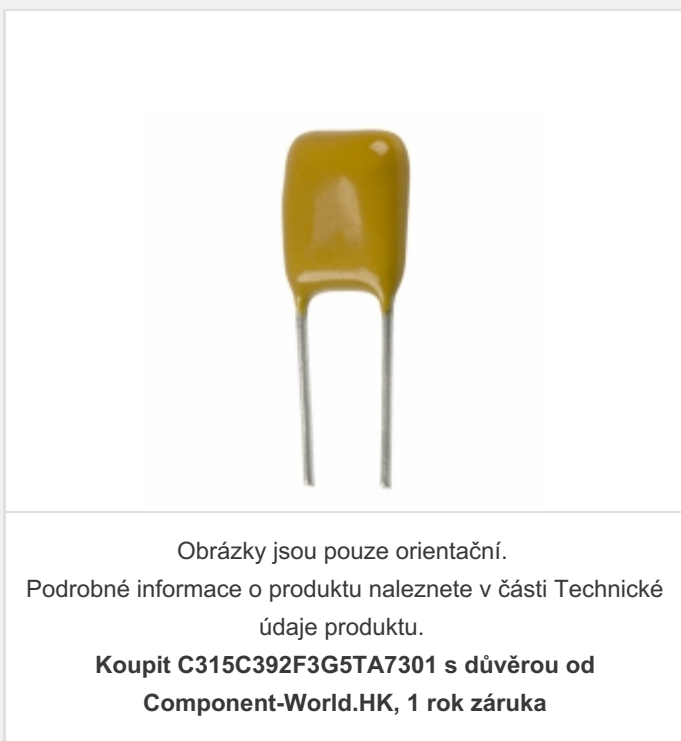 Obrázky jsou pouze orientační.
Podrobné informace o produktu naleznete v části Technické
údaje produktu.
Koupit C315C392F3G5TA7301 s důvěrou od
Component-World.HK, 1 rok záruka